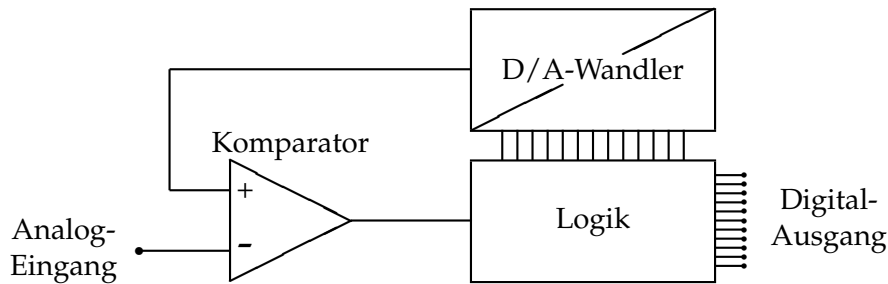 D/A-Wandler
Komparator
+
-
Logik
Analog-
Eingang
Digital-
Ausgang